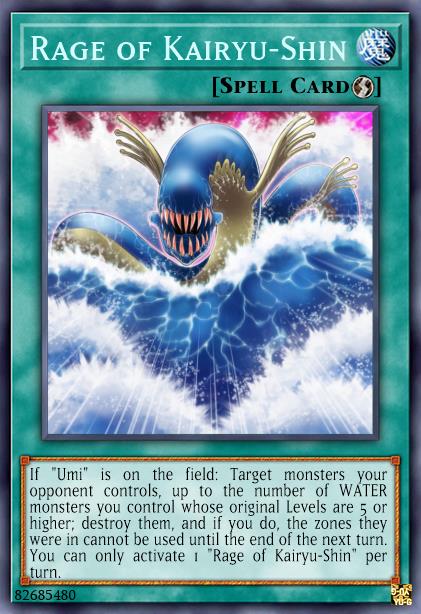 Rage of Kairyu-Shin
魔
[Spell Card]
If "Umi" is on the field: Target monsters your
opponent controls, up to the number of WATER
monsters you control whose original Levels are 5 or
higher; destroy them, and if you do, the zones they
were in cannot be used until the end of the next turn.
You can only activate 1 "Rage of Kairyu-Shin" per
turn.
82685480